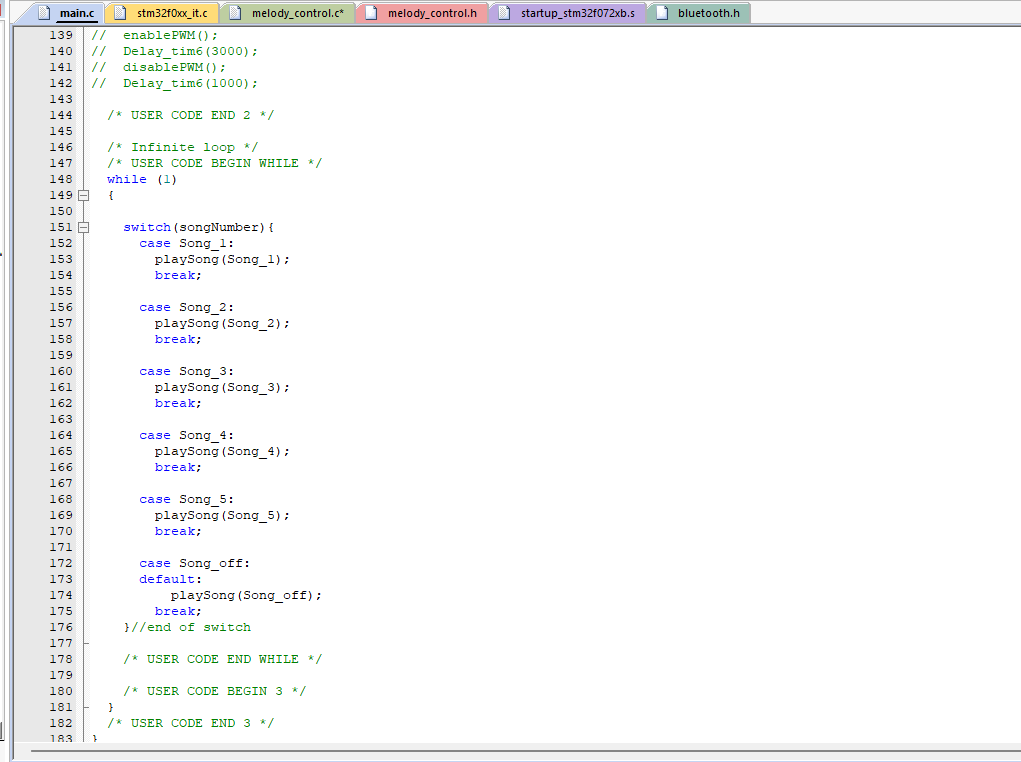 main.c stm32f0xx_it.c melody_control.c* melody_control.h startup_stm32f072xb.s bluetooth.h
139 //  enablePWM();
140 //  Delay_tim6(3000);
141 //  disablePWM();
142 //  Delay_tim6(1000);
143
144   /* USER CODE END 2 */
145
146   /* Infinite loop */
147   /* USER CODE BEGIN WHILE */
148   while (1)
149   {
150
151     switch(songNumber){
152       case Song_1:
153         playSong(Song_1);
154         break;
155
156       case Song_2:
157         playSong(Song_2);
158         break;
159
160       case Song_3:
161         playSong(Song_3);
162         break;
163
164       case Song_4:
165         playSong(Song_4);
166         break;
167
168       case Song_5:
169         playSong(Song_5);
170         break;
171
172       case Song_off:
173       default:
174           playSong(Song_off);
175         break;
176     }//end of switch
177
178     /* USER CODE END WHILE */
179
180     /* USER CODE BEGIN 3 */
181   }
182   /* USER CODE END 3 */
183 }